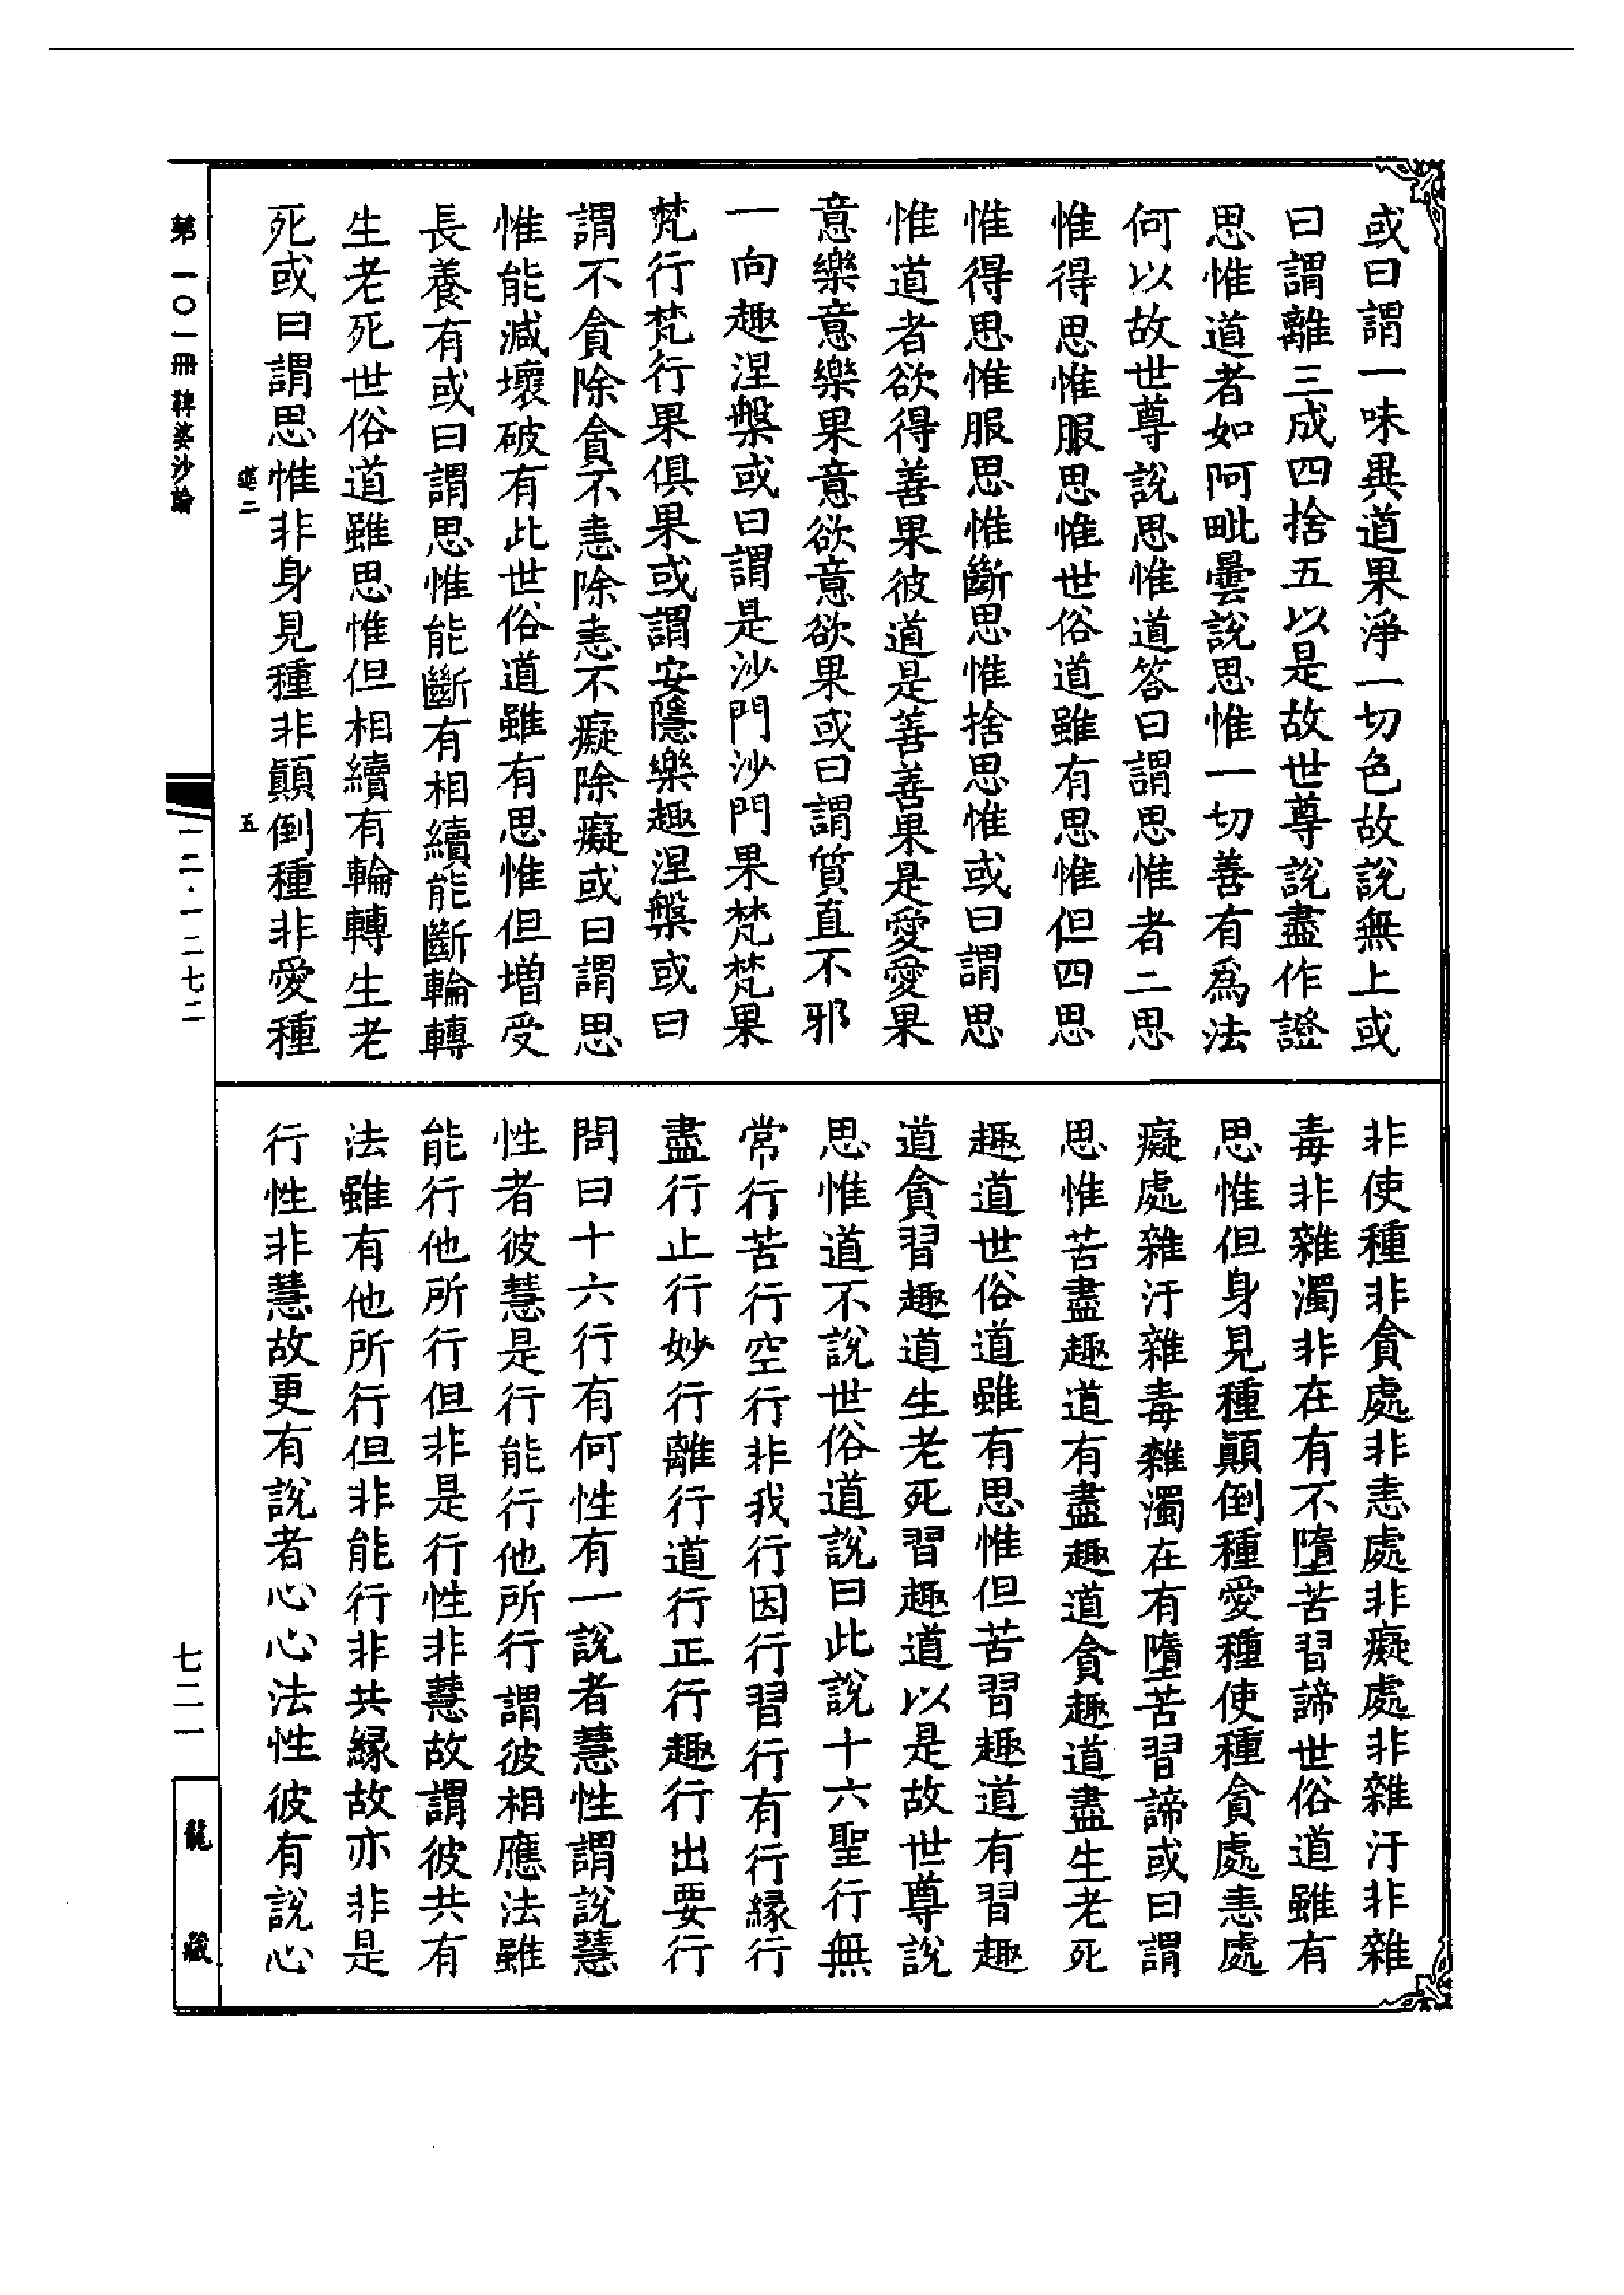 或曰謂一味異道果淨一切色故說無上或
曰謂離三成四捨五以是故世尊說盡作證
思惟道者如阿毗曇說思惟一切善有為法
何以故世尊說思惟道答曰謂思惟者二思
惟得思惟服思惟世俗道雖有思惟但四思
惟得思惟服思惟斷思惟捨思惟或曰謂思
惟道者欲得善果彼道是善善果是愛愛果
意樂意樂果意欲意欲果或曰謂質直不邪
一向趣涅槃或曰謂是沙門沙門果梵梵果
梵行梵行果俱果或謂安隱樂趣涅槃或曰
謂不貪除貪不恚除恚不癡除癡或曰謂思
惟能減壞破有此世俗道雖有思惟但增受
長養有或曰謂思惟能斷有相續能斷輪轉
生老死世俗道雖思惟但相續有輪轉生老
死或曰謂思惟非身見種非顛倒種非愛種
非使種非貪處非恚處非癡處非雜汙非雜
毒非雜濁非在有不墮苦習諦世俗道雖有
思惟但身見種顛倒種愛種使種貪處恚處
癡處雜汙雜毒雜濁在有墮苦習諦或曰謂
思惟苦盡趣道有盡趣道貪趣道盡生老死
趣道世俗道雖有思惟但苦習趣道有習趣
道貪習趣道生老死習趣道以是故世尊說
思惟道不說世俗道說曰此說十六聖行無
常行苦行空行非我行因行習行有行緣行
盡行止行妙行離行道行正行趣行出要行
問曰十六行有何性有一說者慧性謂說慧
性者彼慧是行能行他所行謂彼相應法雖
能行他所行但非是行性非慧故謂彼共有
法雖有他所行但非能行非共緣故亦非是
行性非慧故更有說者心心法性彼有說心
第一〇一冊 鞞婆沙論
五
一二·一二七二
七二一
龍藏